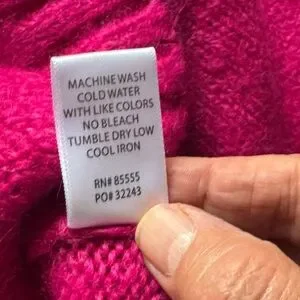 MACHINE WASH
COLD WATER
WITH LIKE COLORS
NO BLEACH
TUMBLE DRY LOW
COOL IRON
RN# 85555
PO# 32243